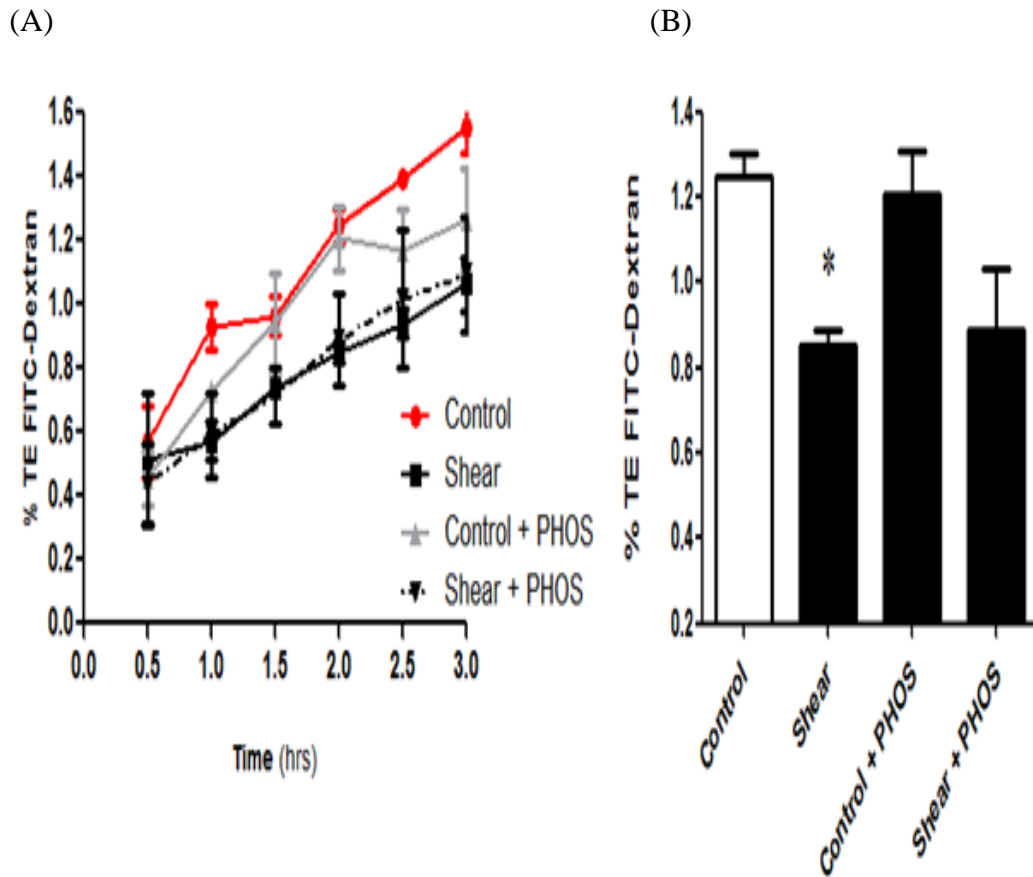 (A)
(B)
% TE FITC-Dextran
1.6
1.4
1.2
1.0
0.8
0.6
0.4
0.2
0.0
0.0 0.5 1.0 1.5 2.0 2.5 3.0
Time (hrs)
Control
Shear
Control + PHOS
Shear + PHOS
% TE FITC-Dextran
1.4
1.2
1.0
0.8
0.6
0.4
0.2
*
Control
Shear
Control + PHOS
Shear + PHOS